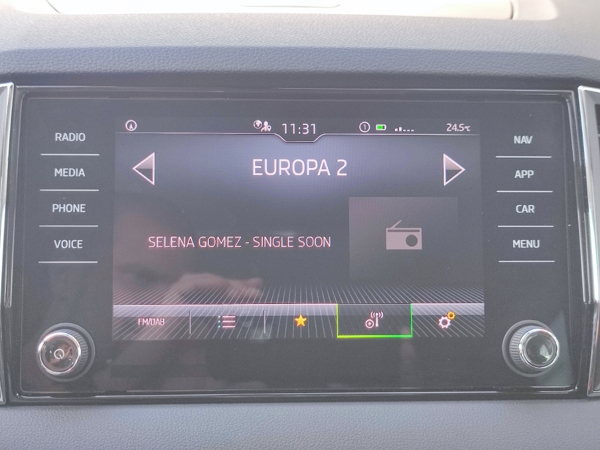 11:31
24.5°C
RADIO
MEDIA
PHONE
VOICE
EUROPA 2
SELENA GOMEZ - SINGLE SOON
FM/DAB
NAV
APP
CAR
MENU